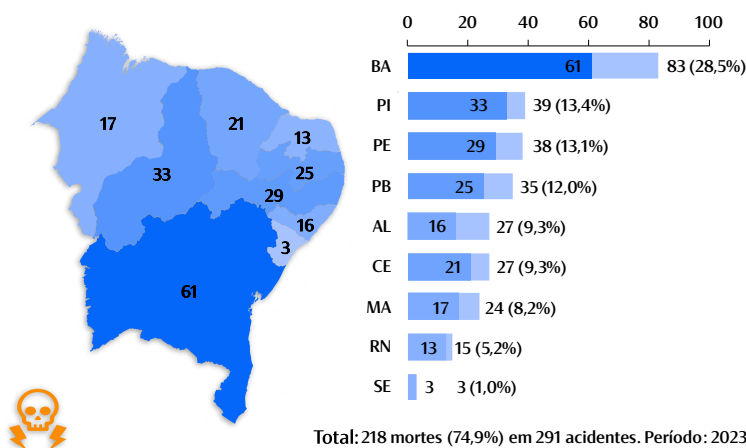 17
21
13
33
25
29
16
3
61
0 20 40 60 80 100
BA 61 83 (28,5%)
PI 33 39 (13,4%)
PE 29 38 (13,1%)
PB 25 35 (12,0%)
AL 16 27 (9,3%)
CE 21 27 (9,3%)
MA 17 24 (8,2%)
RN 13 15 (5,2%)
SE 3 3 (1,0%)
Total: 218 mortes (74,9%) em 291 acidentes. Período: 2023